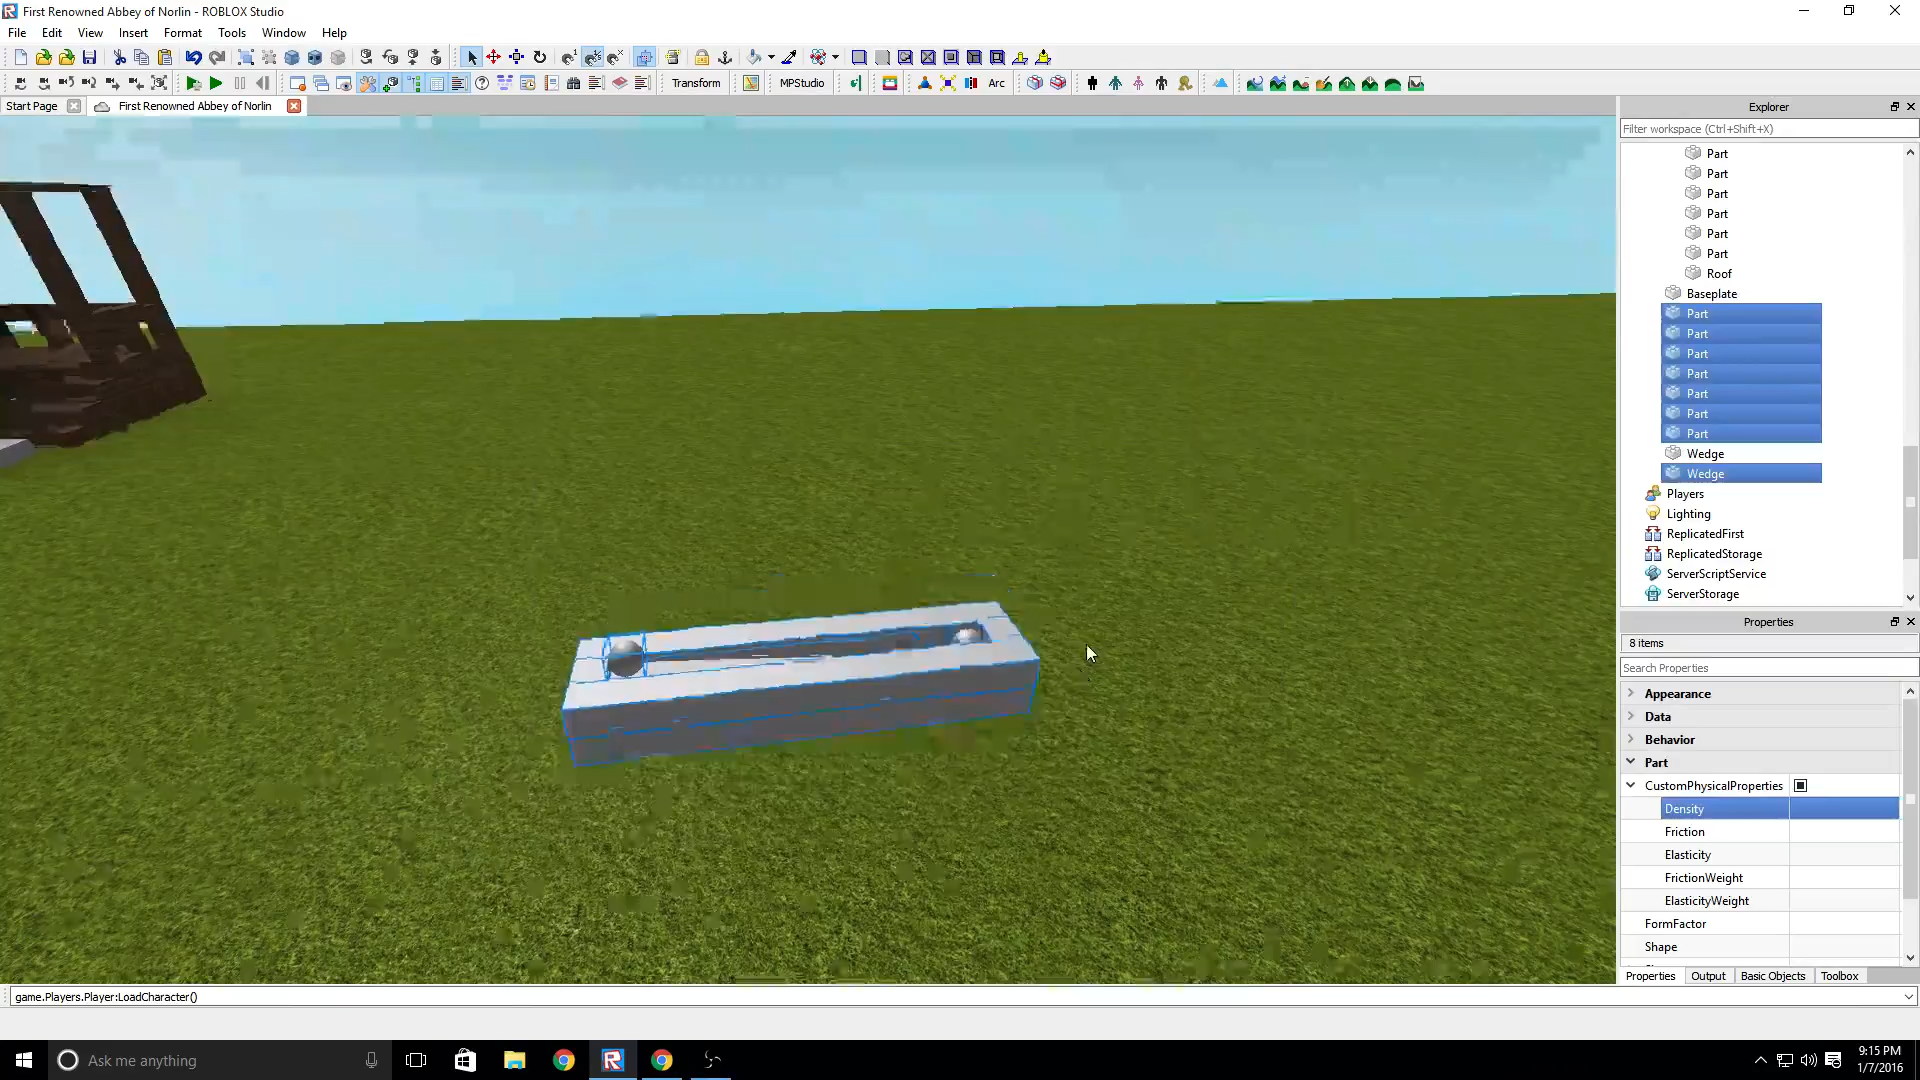 First Renowned Abbey of Norlin - ROBLOX Studio
File Edit View Insert Format Tools Window Help
Transform MPStudio Arc
Start Page First Renowned Abbey of Norlin
Explorer
Filter workspace (Ctrl+Shift+X)
Part
Part
Part
Part
Part
Part
Roof
Baseplate
Part
Part
Part
Part
Part
Part
Part
Wedge
Wedge
Players
Lighting
ReplicatedFirst
ReplicatedStorage
ServerScriptService
ServerStorage
Properties
8 items
Search Properties
Appearance
Data
Behavior
Part
CustomPhysicalProperties
Density
Friction
Elasticity
FrictionWeight
ElasticityWeight
FormFactor
Shape
Properties Output Basic Objects Toolbox
game.Players.Player:LoadCharacter()
Ask me anything
9:15 PM
1/7/2016